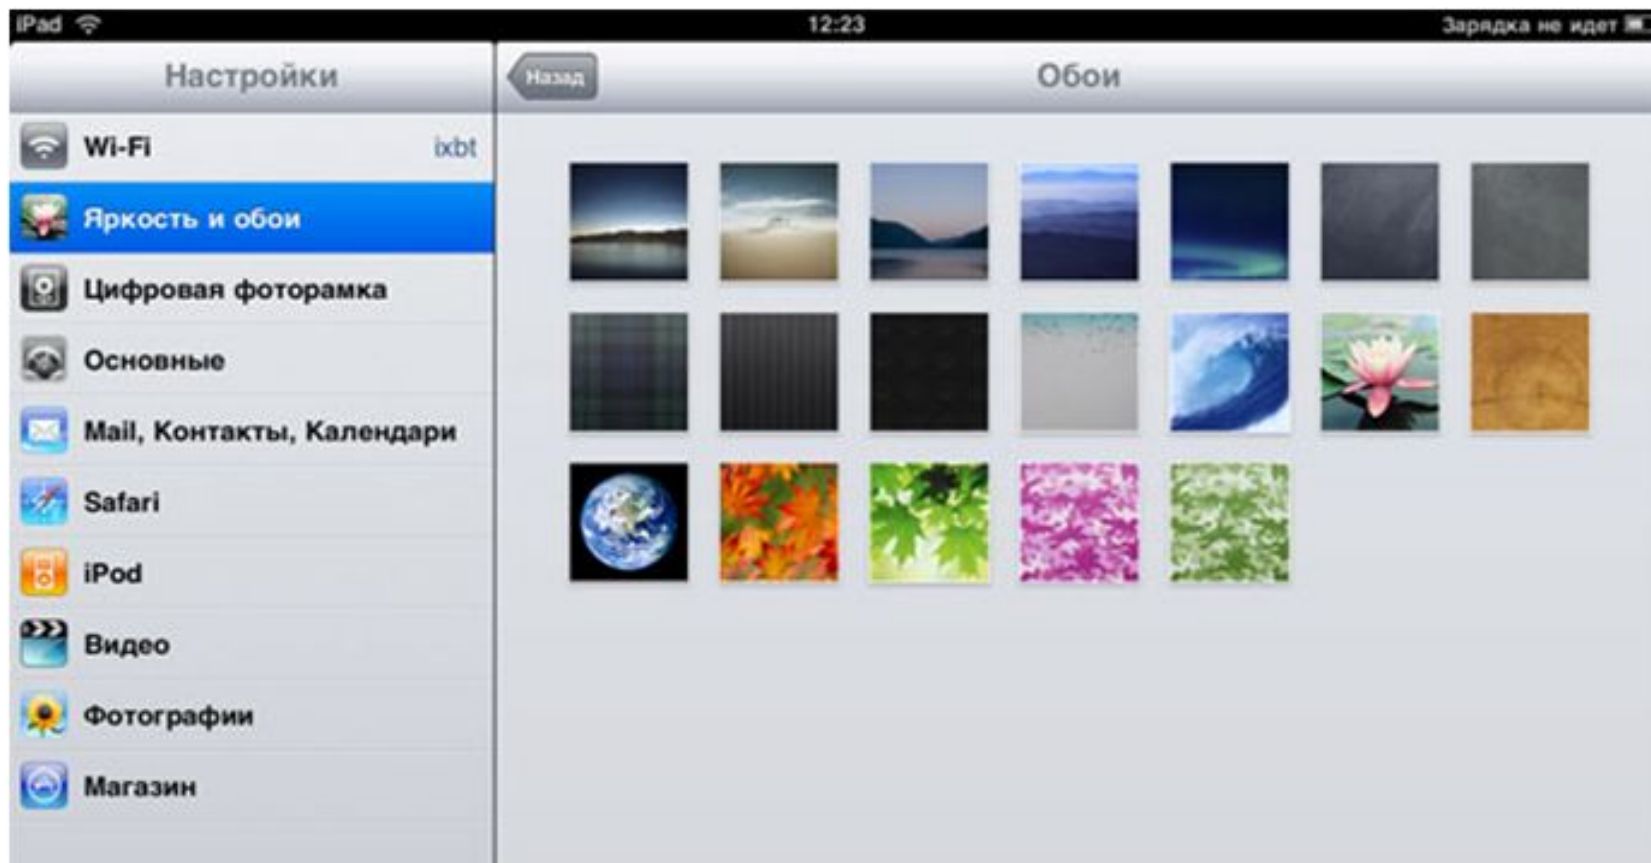 iPad 12:23 Зарядка не идет
Настройки
Назад Обои
Wi-Fi ixbt
Яркость и обои
Цифровая фоторамка
Основные
Mail, Контакты, Календари
Safari
iPod
Видео
Фотографии
Магазин